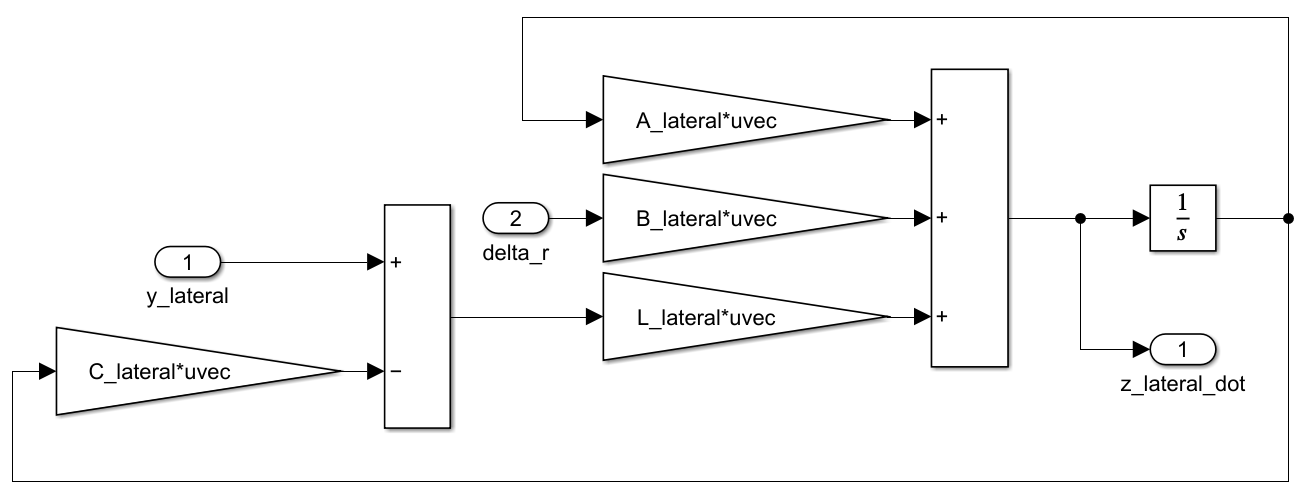 A_lateral*uvec
+
B_lateral*uvec
+
L_lateral*uvec
+
2
delta_r
1
y_lateral
+
C_lateral*uvec
−
1
s
1
z_lateral_dot